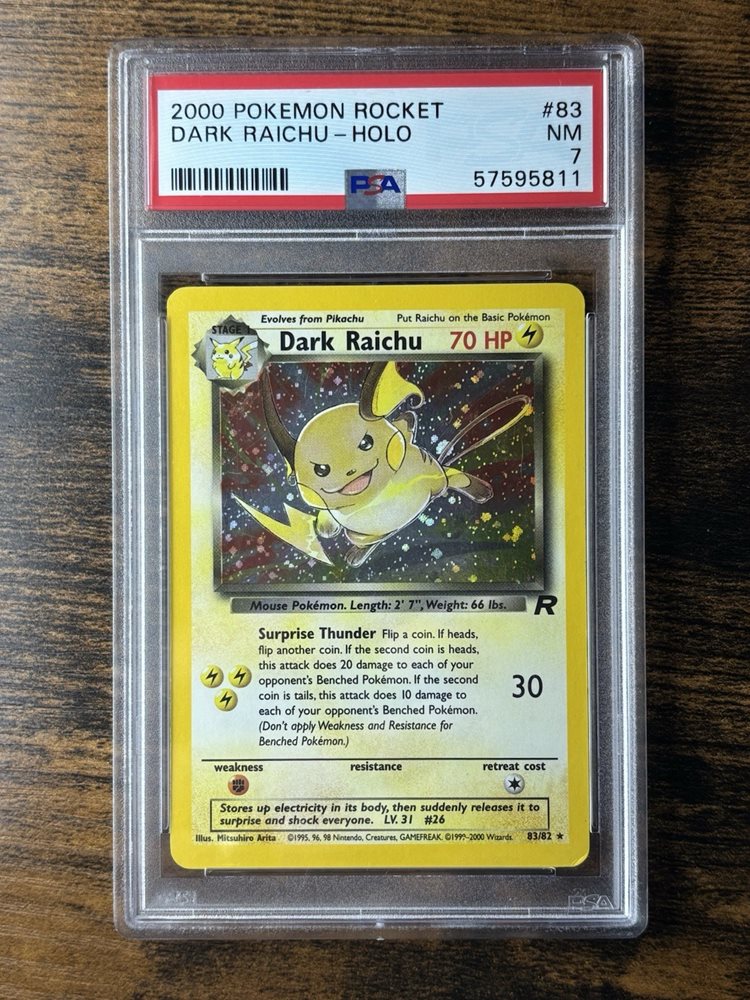 2000 POKEMON ROCKET #83
DARK RAICHU - HOLO NM
7
PSA 57595811
Evolves from Pikachu Put Raichu on the Basic Pokémon
STAGE 1
Dark Raichu 70 HP
Mouse Pokémon. Length: 2' 7", Weight: 66 lbs.
R
Surprise Thunder Flip a coin. If heads,
flip another coin. If the second coin is heads,
this attack does 20 damage to each of your
opponent's Benched Pokémon. If the second
coin is tails, this attack does 10 damage to
each of your opponent's Benched Pokémon.
(Don't apply Weakness and Resistance for
Benched Pokémon.)
30
weakness resistance retreat cost
Stores up electricity in its body, then suddenly releases it to
surprise and shock everyone. LV. 31 #26
Illus. Mitsuhiro Arita ©1995, 96, 98 Nintendo, Creatures, GAMEFREAK. ©1999-2000 Wizards. 83/82 ★
PSA